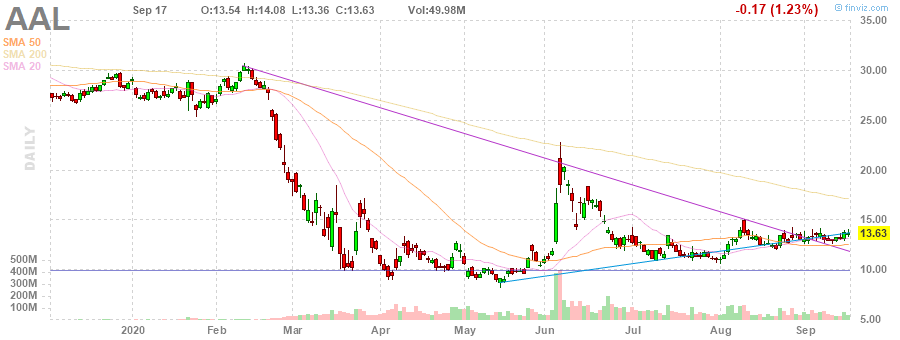 AAL
Sep 17 O:13.54 H:14.08 L:13.36 C:13.63 Vol:49.98M -0.17 (1.23%)
© finviz.com
SMA 50
SMA 200
SMA 20
DAILY
35.00
30.00
25.00
20.00
15.00
13.63
10.00
5.00
500M
400M
300M
200M
100M
2020 Feb Mar Apr May Jun Jul Aug Sep